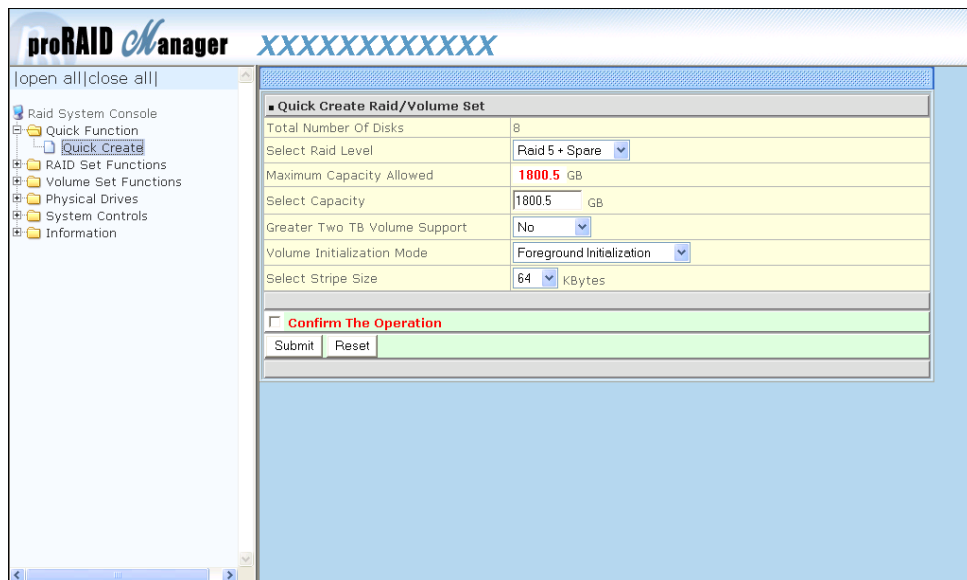 proRAID Manager XXXXXXXXXXXX
|open all|close all|
Raid System Console
Quick Function
Quick Create
RAID Set Functions
Volume Set Functions
Physical Drives
System Controls
Information
Quick Create Raid/Volume Set
Total Number Of Disks 8
Select Raid Level Raid 5 + Spare
Maximum Capacity Allowed 1800.5 GB
Select Capacity 1800.5 GB
Greater Two TB Volume Support No
Volume Initialization Mode Foreground Initialization
Select Stripe Size 64 KBytes
Confirm The Operation
Submit Reset